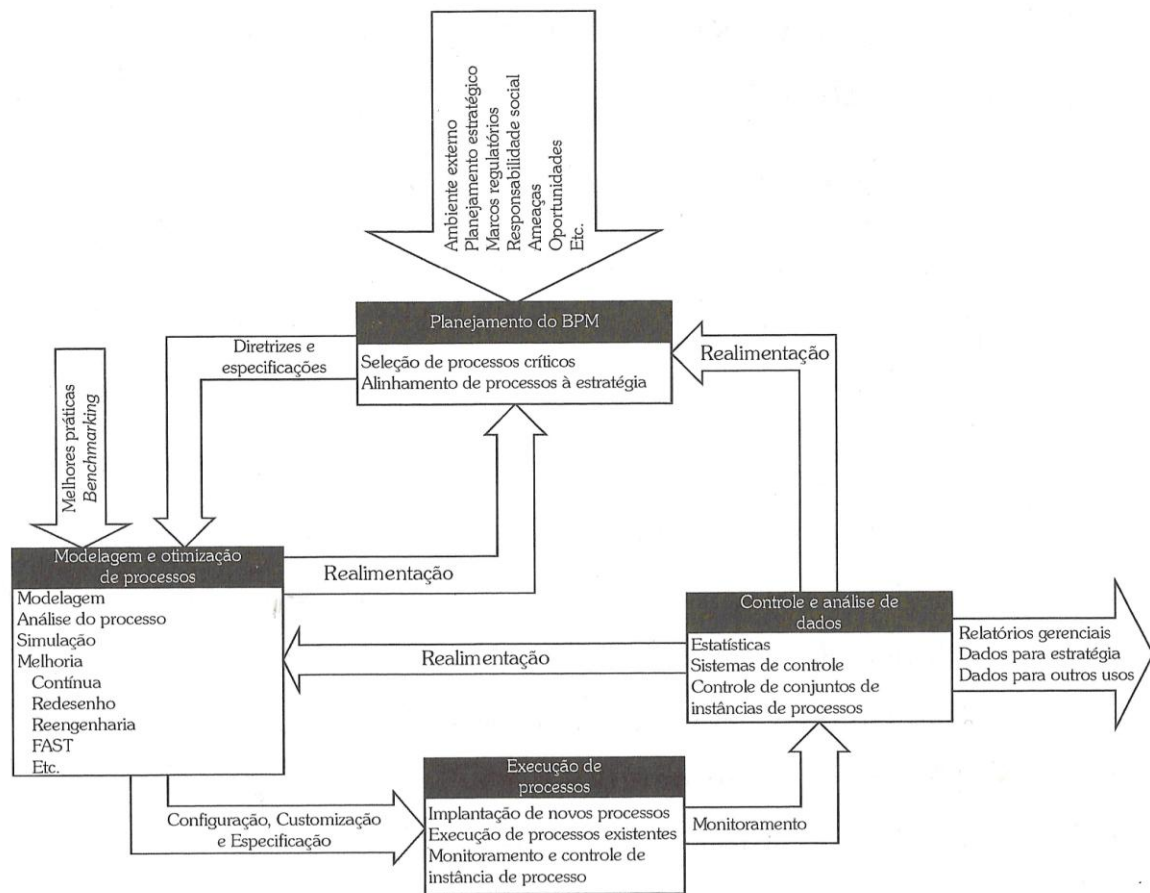 Ambiente externo
Planejamento estratégico
Marcos regulatórios
Responsabilidade social
Ameaças
Oportunidades
Etc.
Planejamento do BPM
Seleção de processos críticos
Alinhamento de processos à estratégia
Diretrizes e
especificações
Realimentação
Melhores práticas
Benchmarking
Modelagem e otimização
de processos
Modelagem
Análise do processo
Simulação
Melhoria
Contínua
Redesenho
Reengenharia
FAST
Etc.
Realimentação
Realimentação
Controle e análise de
dados
Estatísticas
Sistemas de controle
Controle de conjuntos de
instâncias de processos
Relatórios gerenciais
Dados para estratégia
Dados para outros usos
Configuração, Customização
e Especificação
Execução de
processos
Implantação de novos processos
Execução de processos existentes
Monitoramento e controle de
instância de processo
Monitoramento